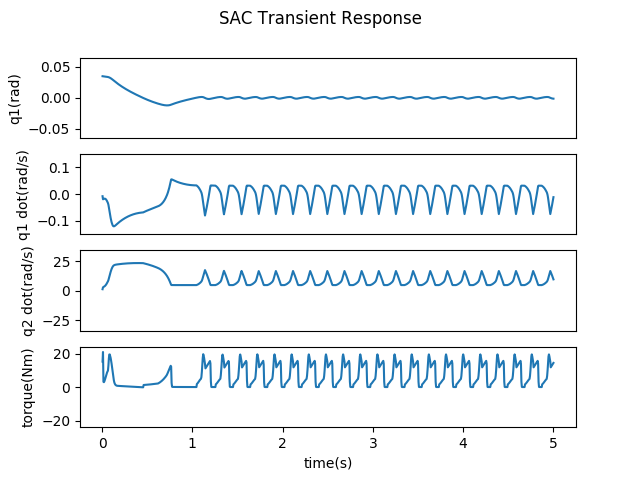 SAC Transient Response
q1(rad)
0.05
0.00
−0.05
q1 dot(rad/s)
0.1
0.0
−0.1
q2 dot(rad/s)
25
0
−25
torque(Nm)
20
0
−20
0 1 2 3 4 5
time(s)